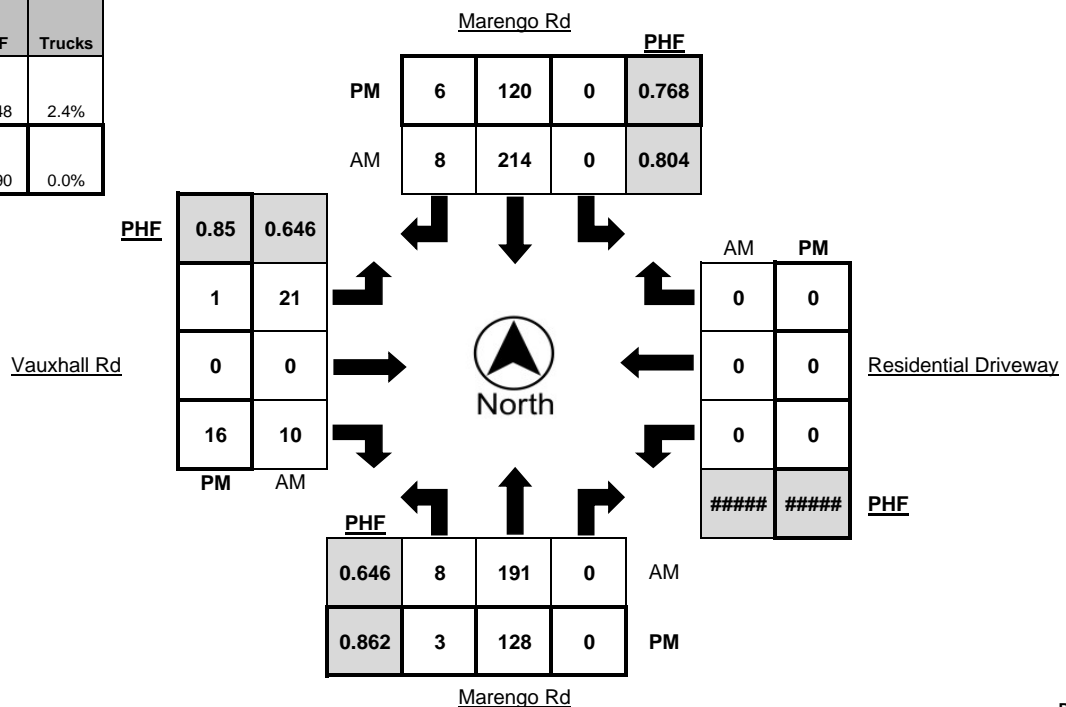 Marengo Rd
Trucks
PHF
PM 6 120 0 0.768
2.4%
AM 8 214 0 0.804
0.0%
PHF 0.85 0.646
AM PM
1 21
0 0
Vauxhall Rd
0 0
North
0 0
Residential Driveway
16 10
0 0
PM AM
##### ##### PHF
PHF
0.646 8 191 0 AM
0.862 3 128 0 PM
Marengo Rd